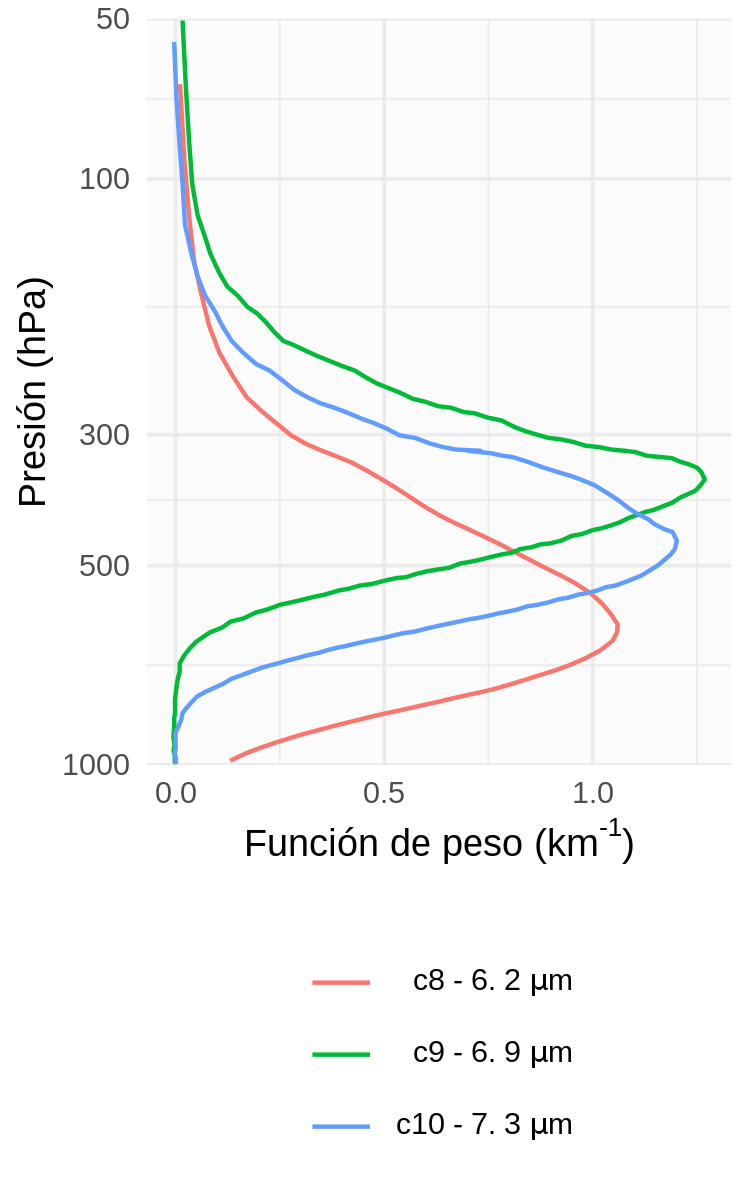 50
100
300
500
1000
Presión (hPa)
0.0 0.5 1.0
Función de peso (km⁻¹)
c8 - 6. 2 µm
c9 - 6. 9 µm
c10 - 7. 3 µm